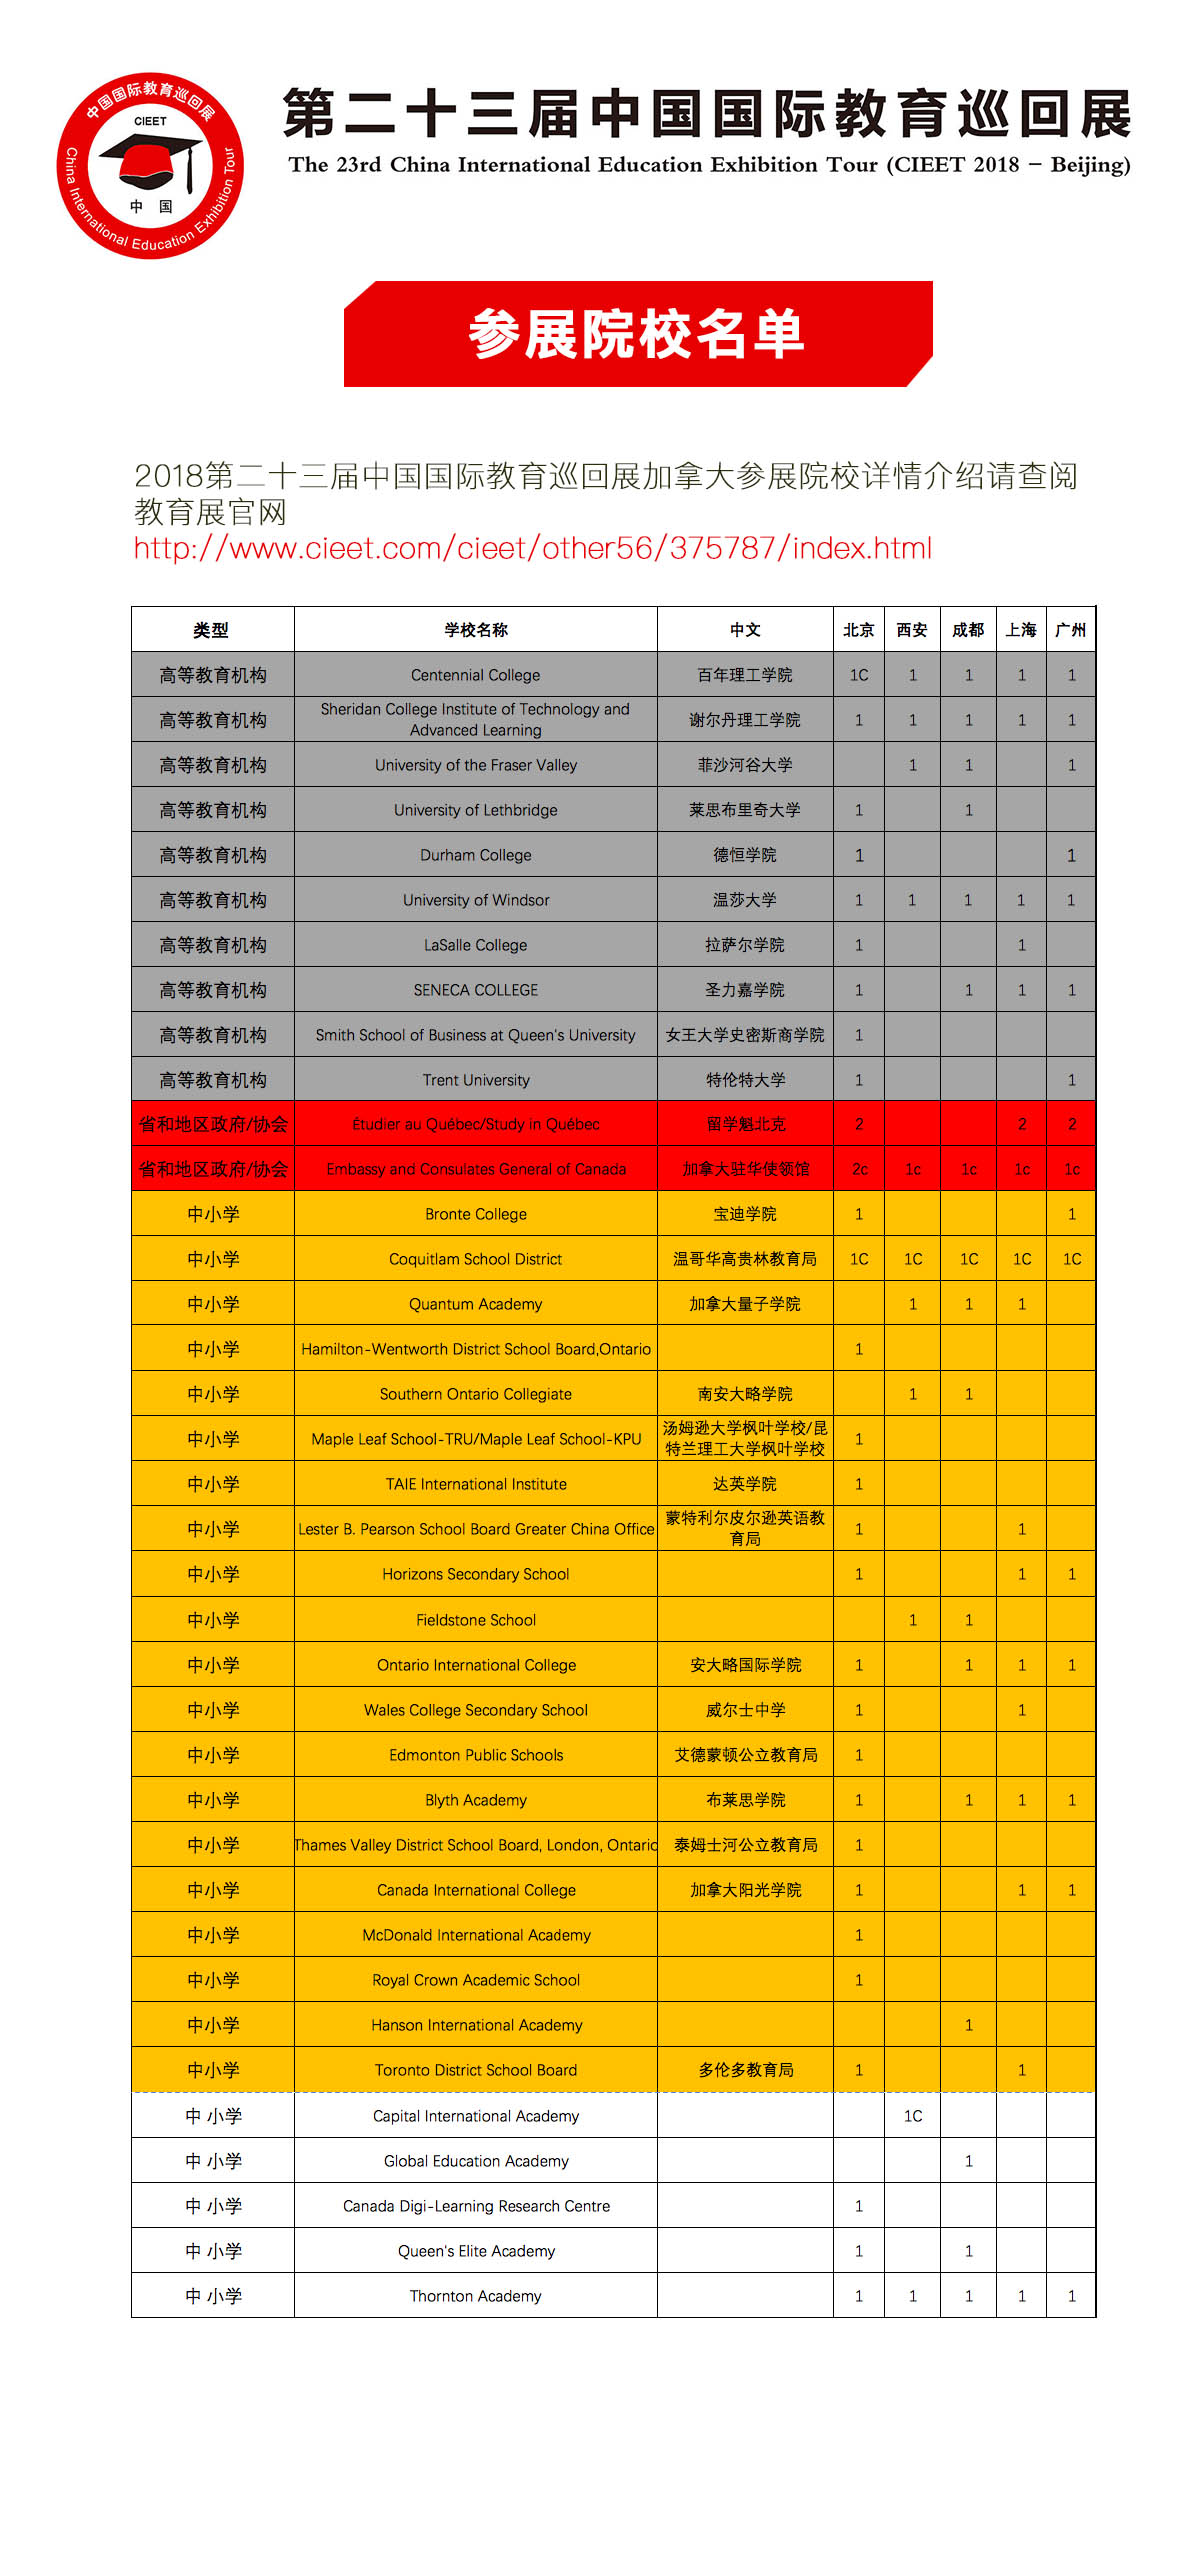 中国国际教育巡回展
CIEET
中 国
China International Education Exhibition Tour
第二十三届中国国际教育巡回展
The 23rd China International Education Exhibition Tour (CIEET 2018 – Beijing)
参展院校名单
2018第二十三届中国国际教育巡回展加拿大参展院校详情介绍请查阅
教育展官网
http://www.cieet.com/cieet/other56/375787/index.html
类型 学校名称 中文 北京 西安 成都 上海 广州
高等教育机构 Centennial College 百年理工学院 1C 1 1 1 1
高等教育机构 Sheridan College Institute of Technology and
Advanced Learning 谢尔丹理工学院 1 1 1 1 1
高等教育机构 University of the Fraser Valley 菲沙河谷大学 1 1 1
高等教育机构 University of Lethbridge 莱思布里奇大学 1 1
高等教育机构 Durham College 德恒学院 1 1
高等教育机构 University of Windsor 温莎大学 1 1 1 1 1
高等教育机构 LaSalle College 拉萨尔学院 1 1
高等教育机构 SENECA COLLEGE 圣力嘉学院 1 1 1 1
高等教育机构 Smith School of Business at Queen's University 女王大学史密斯商学院 1
高等教育机构 Trent University 特伦特大学 1 1
省和地区政府/协会 Étudier au Québec/Study in Québec 留学魁北克 2 2 2
省和地区政府/协会 Embassy and Consulates General of Canada 加拿大驻华使领馆 2c 1c 1c 1c 1c
中小学 Bronte College 宝迪学院 1 1
中小学 Coquitlam School District 温哥华高贵林教育局 1C 1C 1C 1C 1C
中小学 Quantum Academy 加拿大量子学院 1 1 1
中小学 Hamilton-Wentworth District School Board,Ontario 1
中小学 Southern Ontario Collegiate 南安大略学院 1 1
中小学 Maple Leaf School-TRU/Maple Leaf School-KPU 汤姆逊大学枫叶学校/昆
特兰理工大学枫叶学校 1
中小学 TAIE International Institute 达英学院 1
中小学 Lester B. Pearson School Board Greater China Office 蒙特利尔皮尔逊英语教
育局 1 1
中小学 Horizons Secondary School 1 1 1
中小学 Fieldstone School 1 1
中小学 Ontario International College 安大略国际学院 1 1 1 1
中小学 Wales College Secondary School 威尔士中学 1 1
中小学 Edmonton Public Schools 艾德蒙顿公立教育局 1
中小学 Blyth Academy 布莱思学院 1 1 1 1
中小学 Thames Valley District School Board, London, Ontario 泰姆士河公立教育局 1
中小学 Canada International College 加拿大阳光学院 1 1 1
中小学 McDonald International Academy 1
中小学 Royal Crown Academic School 1
中小学 Hanson International Academy 1
中小学 Toronto District School Board 多伦多教育局 1 1
中 小学 Capital International Academy 1C
中 小学 Global Education Academy 1
中 小学 Canada Digi-Learning Research Centre 1
中 小学 Queen's Elite Academy 1 1
中 小学 Thornton Academy 1 1 1 1 1